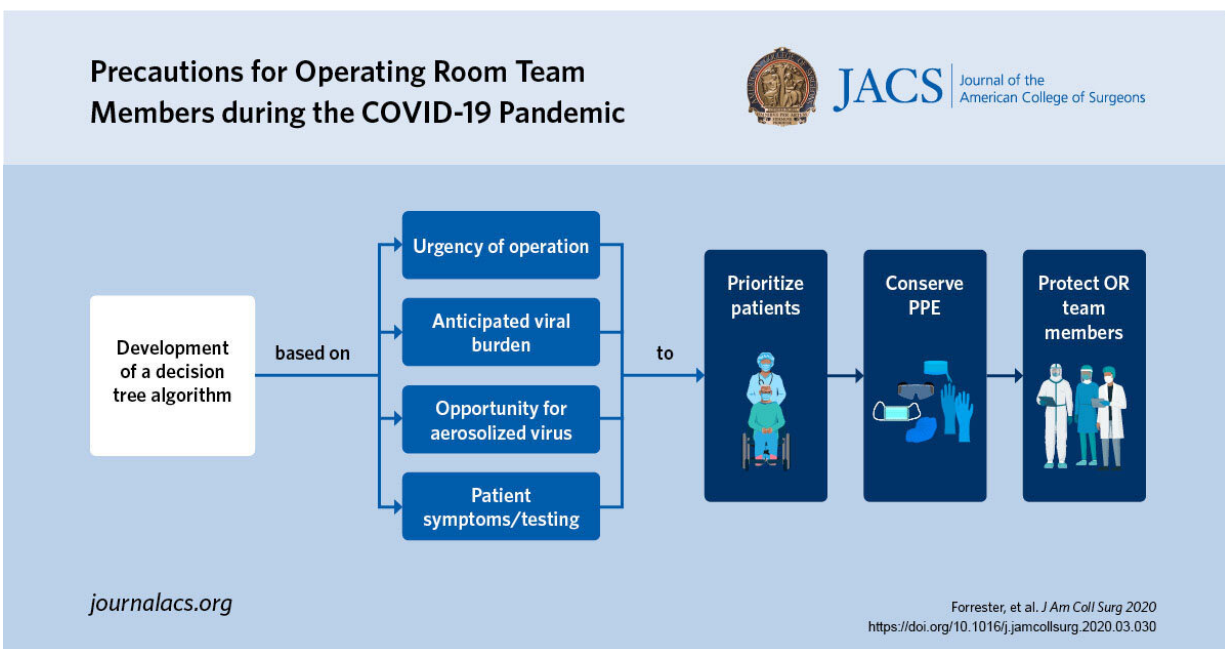 Precautions for Operating Room Team
Members during the COVID-19 Pandemic
JACS
Journal of the
American College of Surgeons
Development
of a decision
tree algorithm
based on
Urgency of operation
Anticipated viral
burden
Opportunity for
aerosolized virus
Patient
symptoms/testing
to
Prioritize
patients
Conserve
PPE
Protect OR
team
members
journalacs.org
Forrester, et al. J Am Coll Surg 2020
https://doi.org/10.1016/j.jamcollsurg.2020.03.030